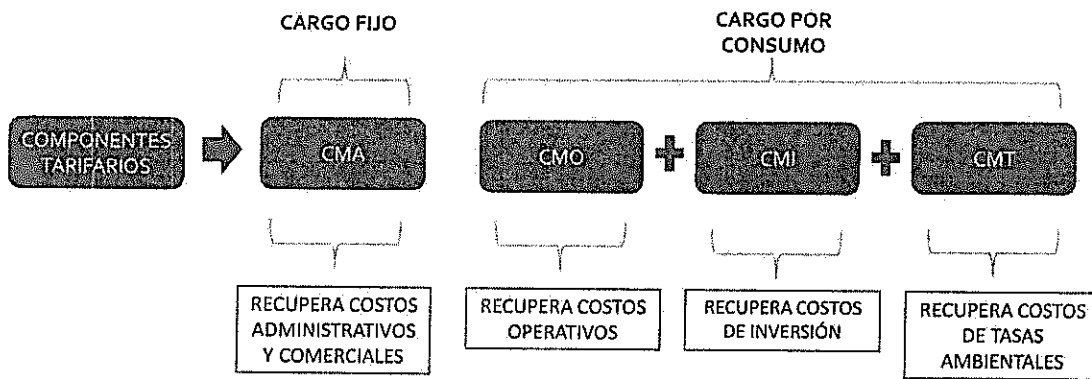 CARGO FIJO
CARGO POR
CONSUMO
COMPONENTES
TARIFARIOS
CMA
CMO
CMI
CMT
RECUPERA COSTOS
ADMINISTRATIVOS
Y COMERCIALES
RECUPERA COSTOS
OPERATIVOS
RECUPERA COSTOS
DE INVERSIÓN
RECUPERA COSTOS
DE TASAS
AMBIENTALES